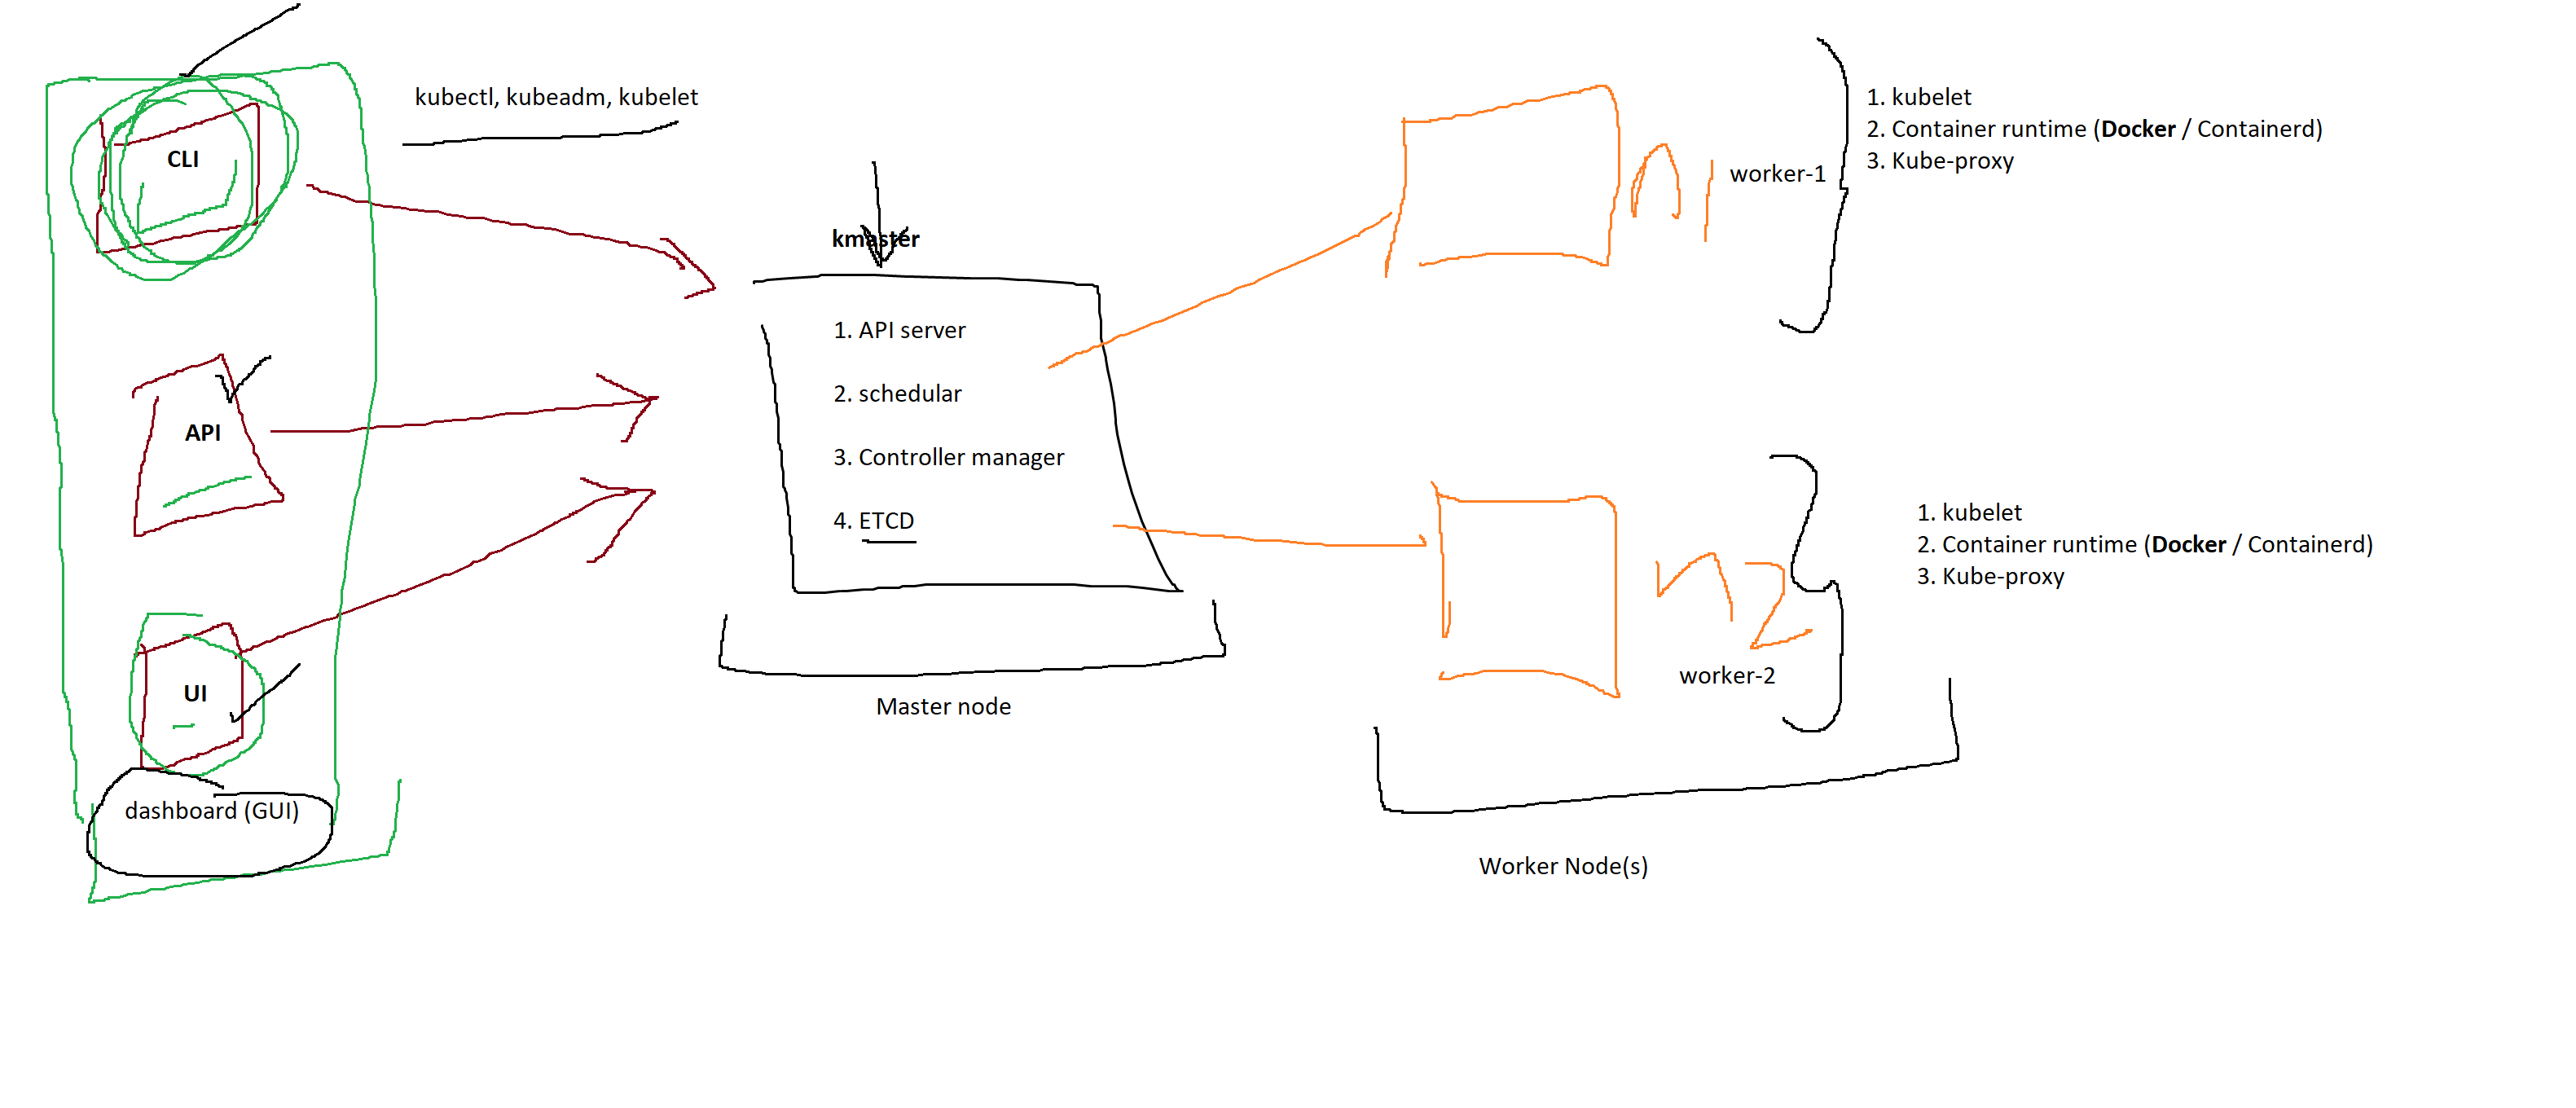 CLI
kubectl, kubeadm, kubelet
API
UI
dashboard (GUI)
kmaster
1. API server
2. schedular
3. Controller manager
4. ETCD
Master node
n1
worker-1
1. kubelet
2. Container runtime (Docker / Containerd)
3. Kube-proxy
n2
worker-2
1. kubelet
2. Container runtime (Docker / Containerd)
3. Kube-proxy
Worker Node(s)